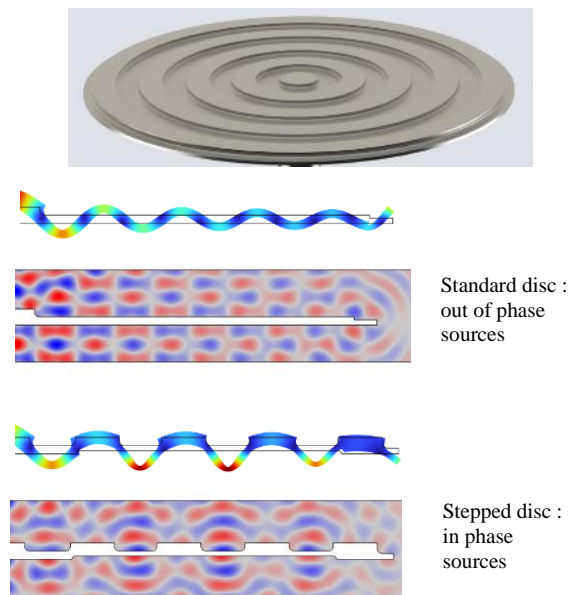 Standard disc :
out of phase
sources
Stepped disc :
in phase
sources